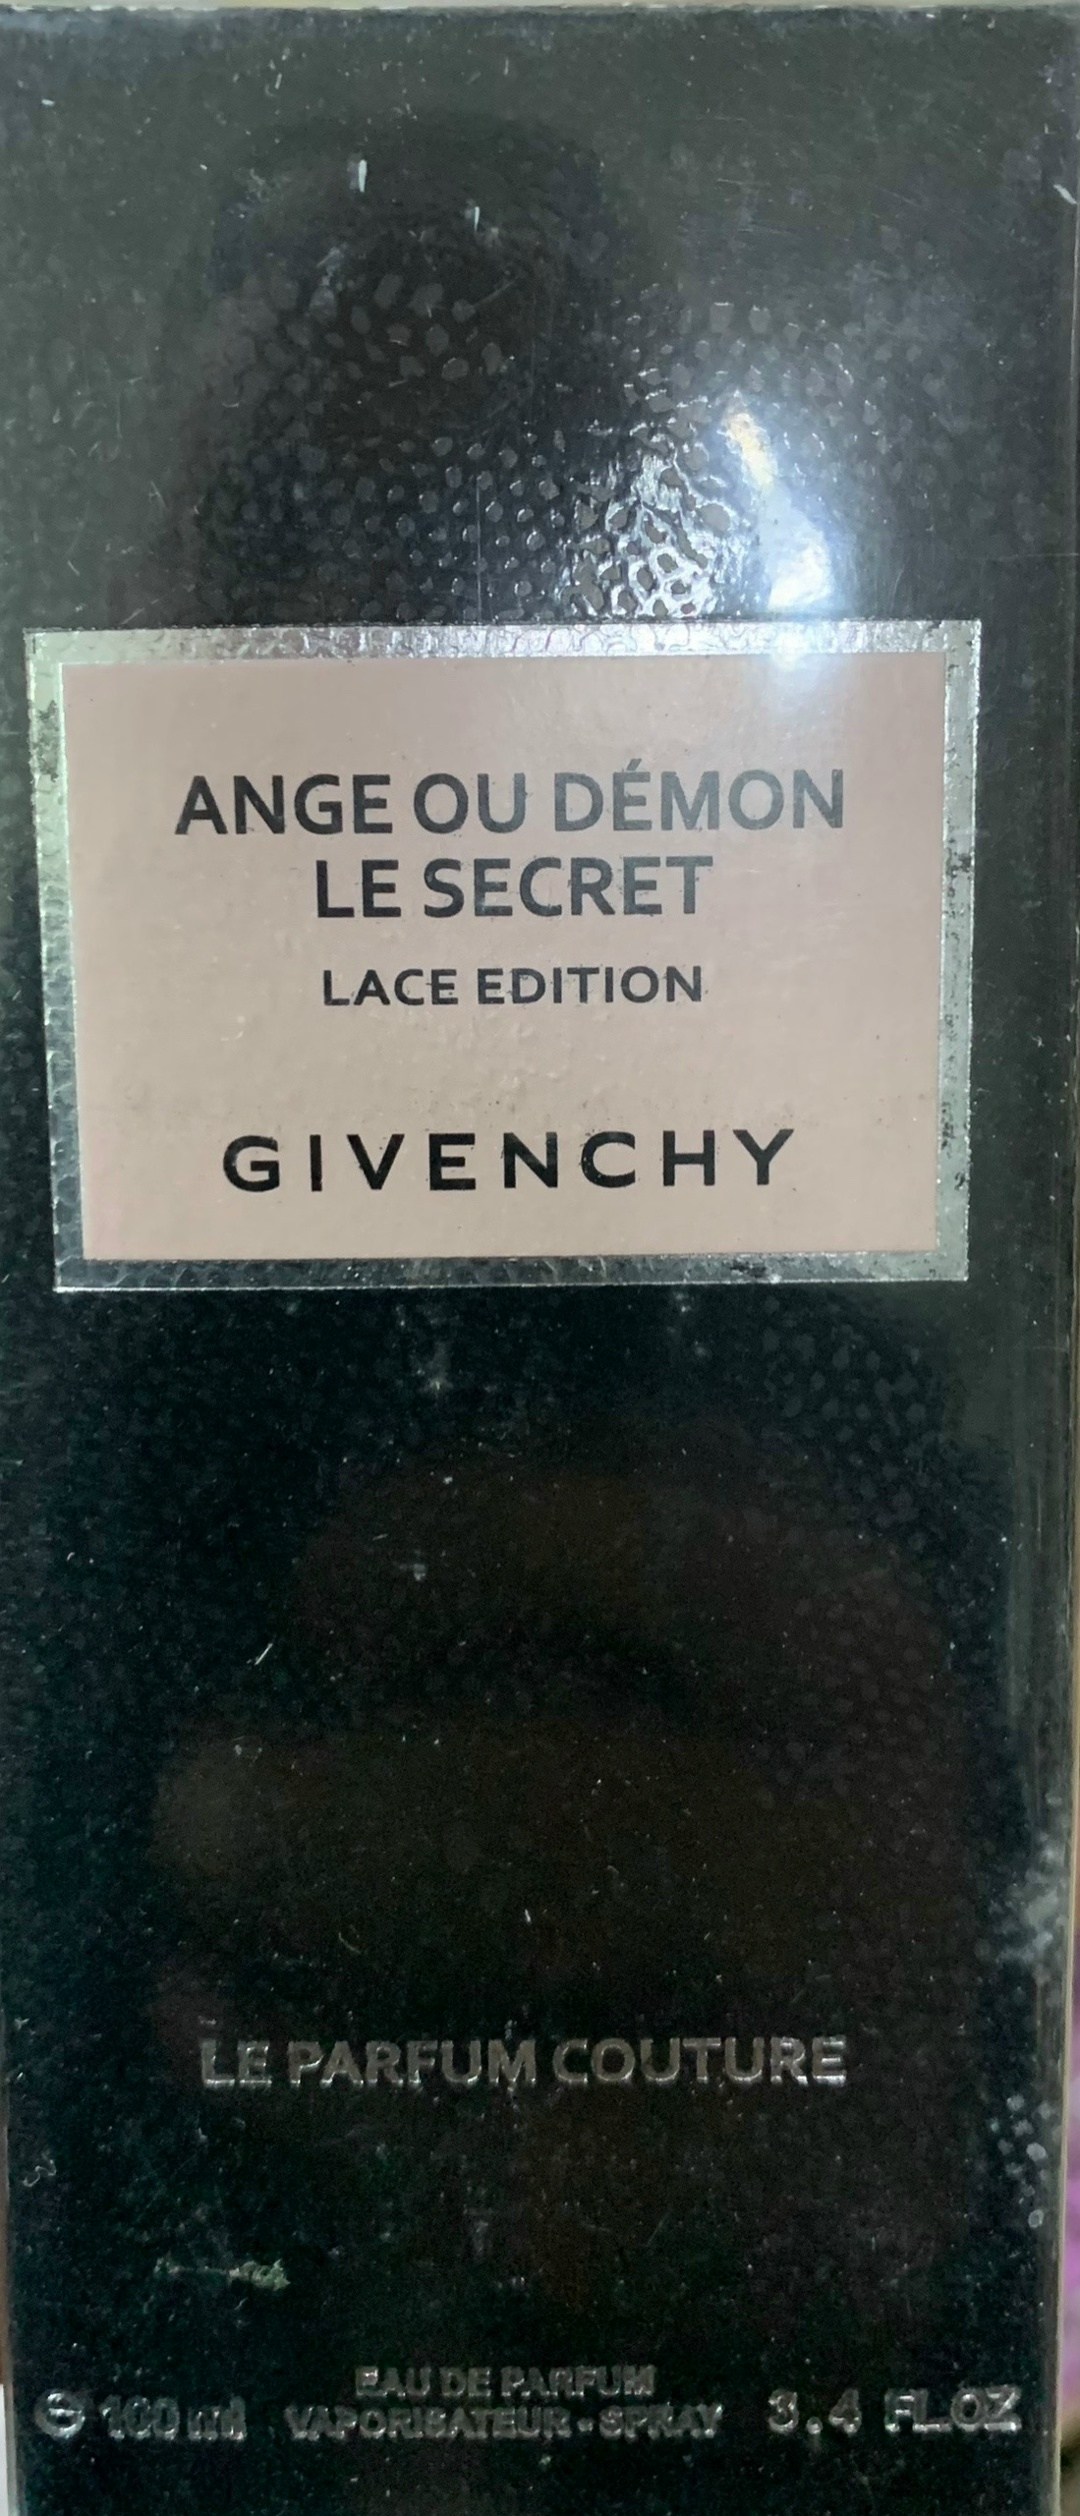 ANGE OU DÉMON
LE SECRET
LACE EDITION
GIVENCHY
LE PARFUM COUTURE
EAU DE PARFUM
e 100 ml VAPORISATEUR - SPRAY 3.4 FL.OZ